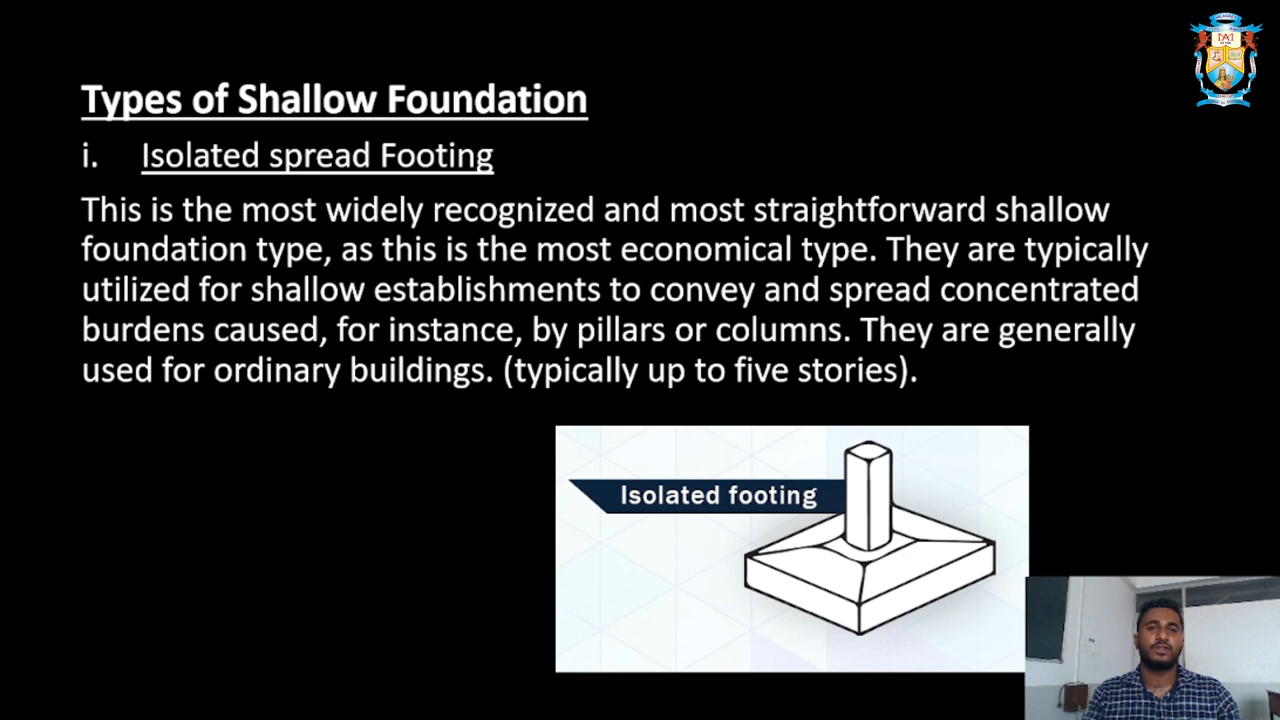 Types of Shallow Foundation
i. Isolated spread Footing
This is the most widely recognized and most straightforward shallow
foundation type, as this is the most economical type. They are typically
utilized for shallow establishments to convey and spread concentrated
burdens caused, for instance, by pillars or columns. They are generally
used for ordinary buildings. (typically up to five stories).
Isolated footing